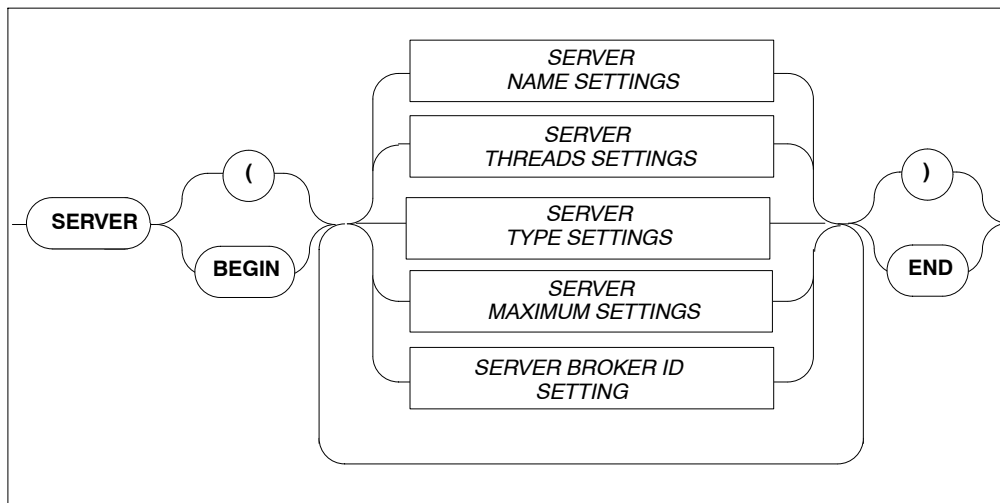 SERVER
(
BEGIN
SERVER
NAME SETTINGS
SERVER
THREADS SETTINGS
SERVER
TYPE SETTINGS
SERVER
MAXIMUM SETTINGS
SERVER BROKER ID
SETTING
)
END